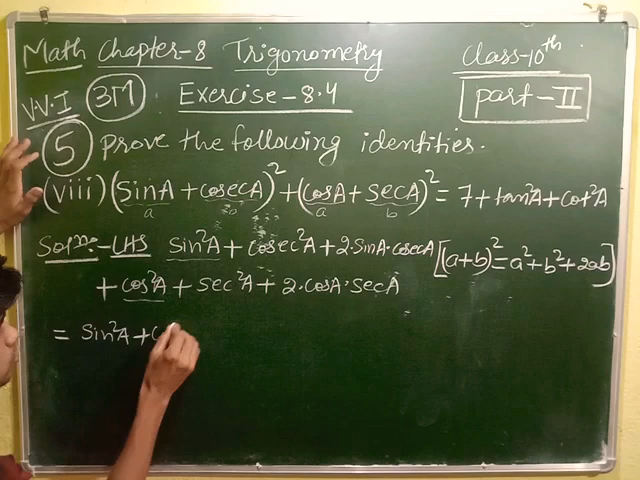 Math Chapter-8 Trigonometry Class-10th
V.V.I 3M Exercise-8.4 part-II
5 prove the following identities.
(viii) (SinA + cosecA)² + (CosA + SecA)² = 7 + tan²A + Cot²A
a b a b
Soln:- LHS Sin²A + Cosec²A + 2.SinA.cosecA [(a+b)² = a² + b² + 2ab]
+ Cos²A + Sec²A + 2.CosA.SecA
= Sin²A + Co